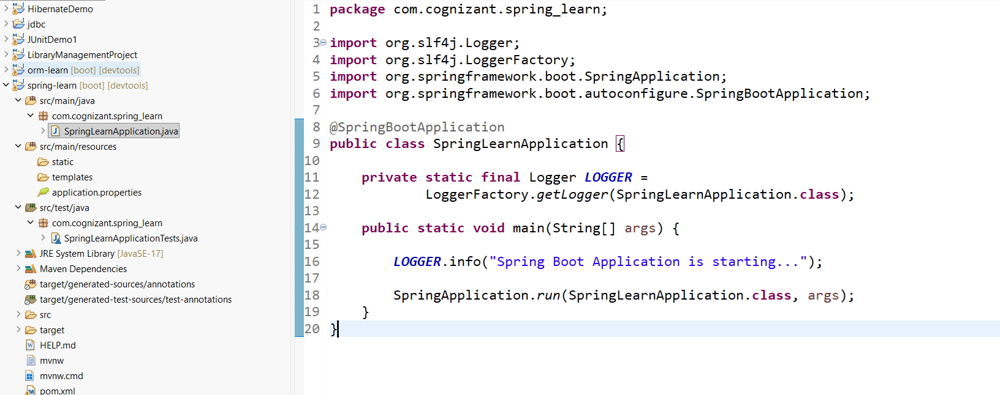 HibernateDemo
jdbc
JUnitDemo1
LibraryManagementProject
orm-learn [boot] [devtools]
spring-learn [boot] [devtools]
src/main/java
com.cognizant.spring_learn
SpringLearnApplication.java
src/main/resources
static
templates
application.properties
src/test/java
com.cognizant.spring_learn
SpringLearnApplicationTests.java
JRE System Library [JavaSE-17]
Maven Dependencies
target/generated-sources/annotations
target/generated-test-sources/test-annotations
src
target
HELP.md
mvnw
mvnw.cmd
pom.xml
1 package com.cognizant.spring_learn;
2
3 import org.slf4j.Logger;
4 import org.slf4j.LoggerFactory;
5 import org.springframework.boot.SpringApplication;
6 import org.springframework.boot.autoconfigure.SpringBootApplication;
7
8 @SpringBootApplication
9 public class SpringLearnApplication {
10
11     private static final Logger LOGGER =
12             LoggerFactory.getLogger(SpringLearnApplication.class);
13
14     public static void main(String[] args) {
15
16         LOGGER.info("Spring Boot Application is starting...");
17
18         SpringApplication.run(SpringLearnApplication.class, args);
19     }
20 }